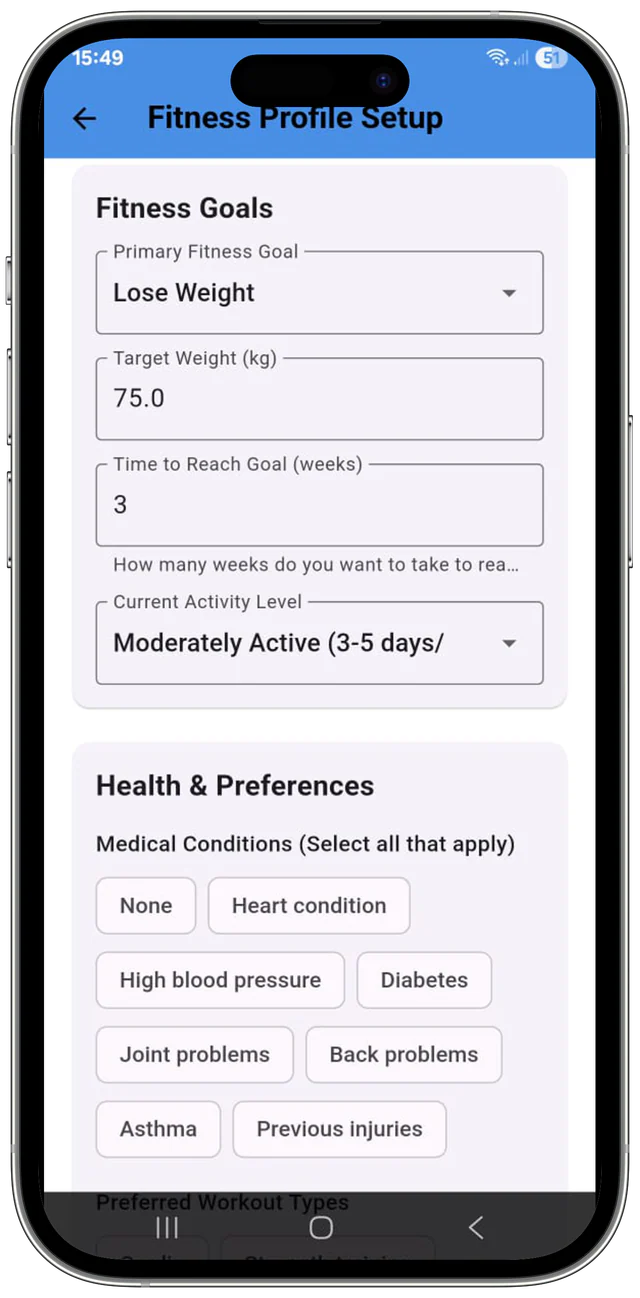 15:49
51
Fitness Profile Setup
Fitness Goals
Primary Fitness Goal
Lose Weight
Target Weight (kg)
75.0
Time to Reach Goal (weeks)
3
How many weeks do you want to take to rea...
Current Activity Level
Moderately Active (3-5 days/
Health & Preferences
Medical Conditions (Select all that apply)
None Heart condition
High blood pressure Diabetes
Joint problems Back problems
Asthma Previous injuries
Preferred Workout Types